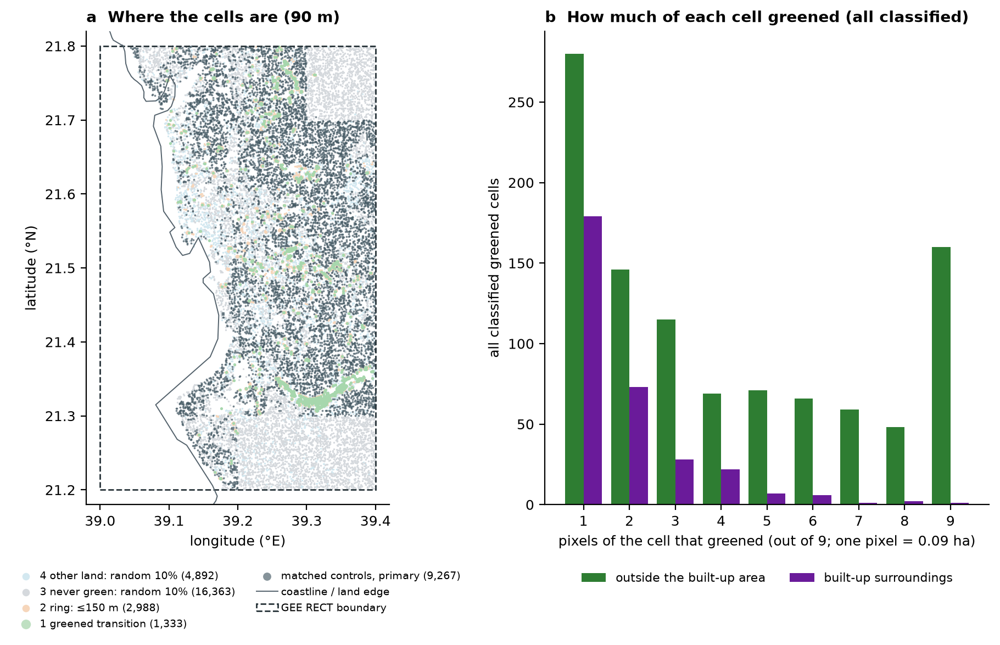 a Where the cells are (90 m)
21.8
21.7
21.6
21.5
21.4
21.3
21.2
latitude (°N)
39.0 39.1 39.2 39.3 39.4
longitude (°E)
4 other land: random 10% (4,892)
3 never green: random 10% (16,363)
2 ring: ≤150 m (2,988)
1 greened transition (1,333)
matched controls, primary (9,267)
coastline / land edge
GEE RECT boundary
b How much of each cell greened (all classified)
250
200
150
100
50
0
all classified greened cells
1 2 3 4 5 6 7 8 9
pixels of the cell that greened (out of 9; one pixel = 0.09 ha)
outside the built-up area
built-up surroundings